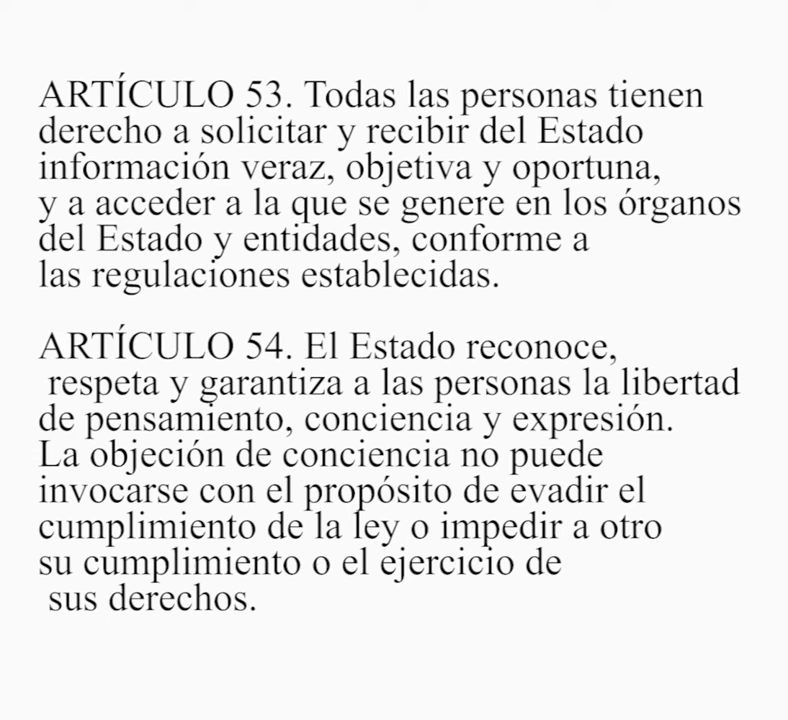 ARTÍCULO 53. Todas las personas tienen
derecho a solicitar y recibir del Estado
información veraz, objetiva y oportuna,
y a acceder a la que se genere en los órganos
del Estado y entidades, conforme a
las regulaciones establecidas.
ARTÍCULO 54. El Estado reconoce,
respeta y garantiza a las personas la libertad
de pensamiento, conciencia y expresión.
La objeción de conciencia no puede
invocarse con el propósito de evadir el
cumplimiento de la ley o impedir a otro
su cumplimiento o el ejercicio de
sus derechos.